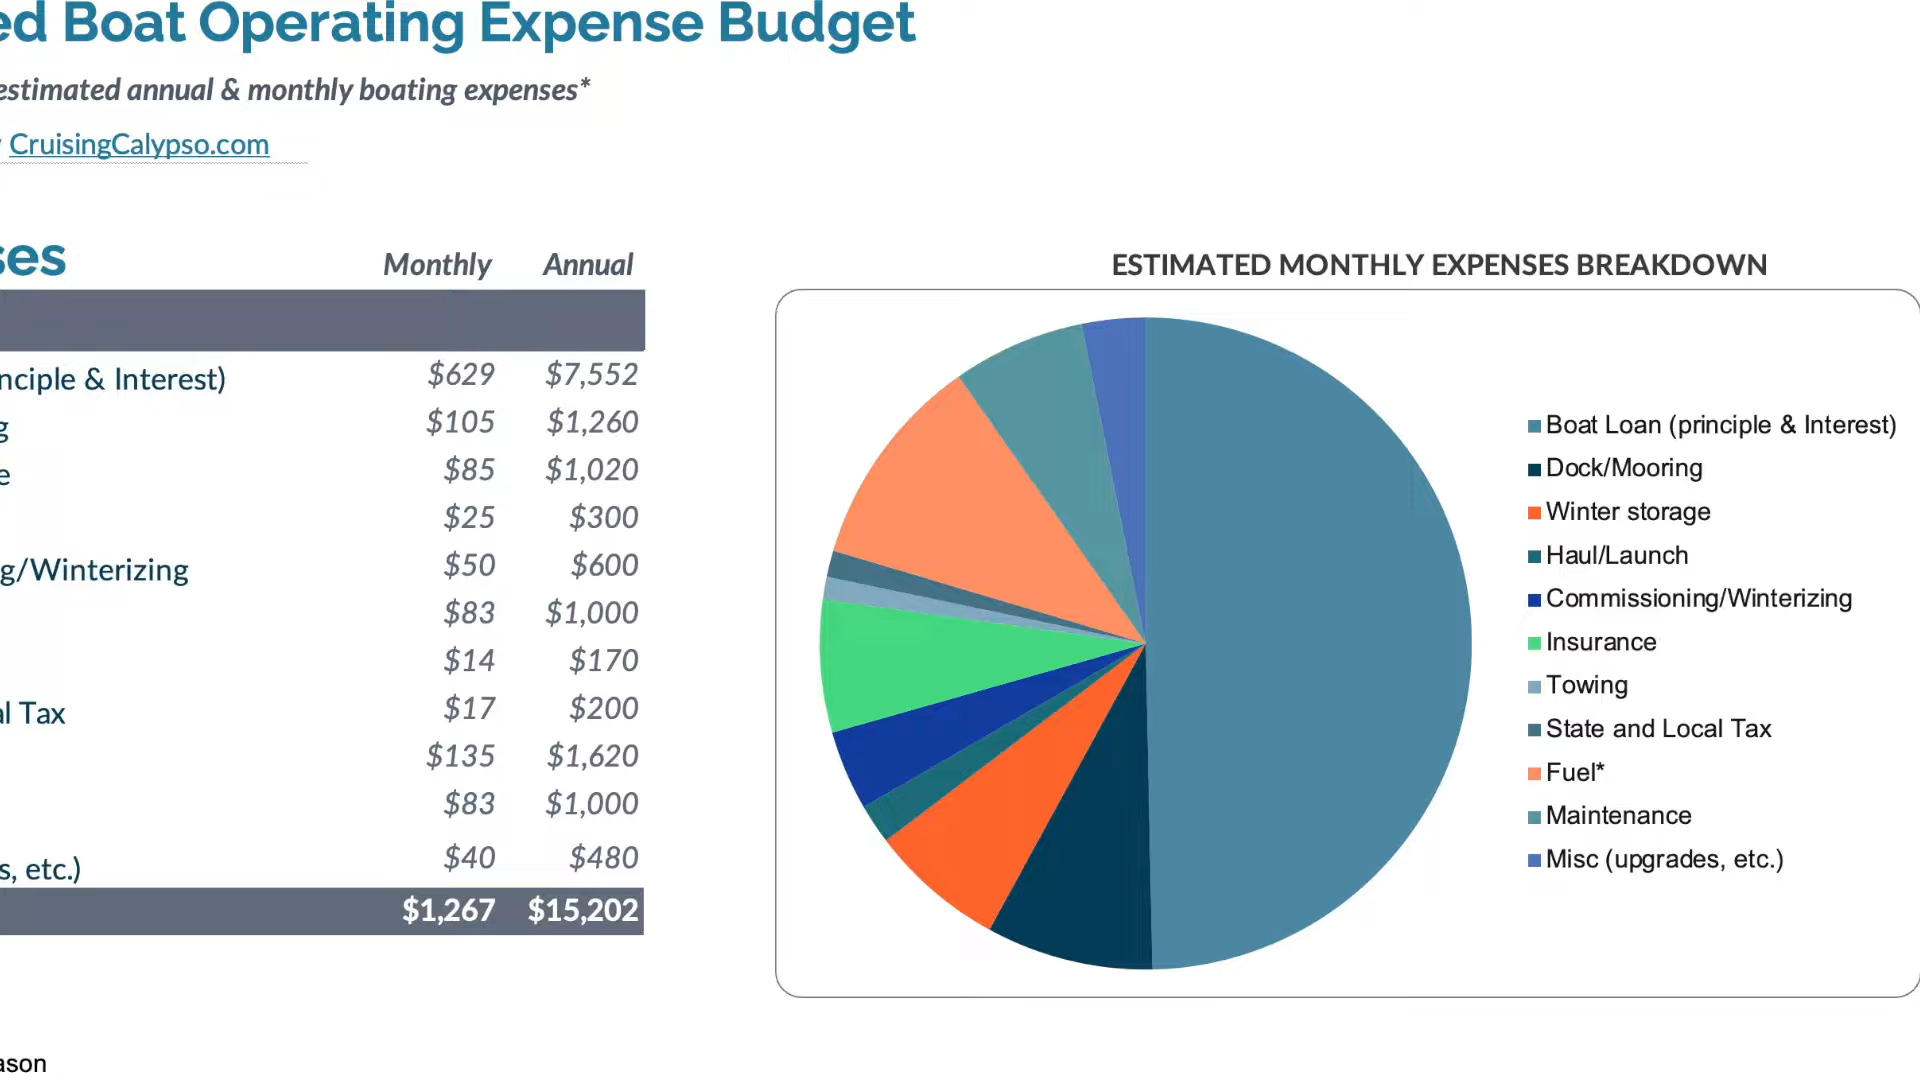 ed Boat Operating Expense Budget
estimated annual & monthly boating expenses*
CruisingCalypso.com
ses Monthly Annual
nciple & Interest) $629 $7,552
g $105 $1,260
e $85 $1,020
$25 $300
g/Winterizing $50 $600
$83 $1,000
$14 $170
al Tax $17 $200
$135 $1,620
$83 $1,000
s, etc.) $40 $480
$1,267 $15,202
ason
ESTIMATED MONTHLY EXPENSES BREAKDOWN
Boat Loan (principle & Interest)
Dock/Mooring
Winter storage
Haul/Launch
Commissioning/Winterizing
Insurance
Towing
State and Local Tax
Fuel*
Maintenance
Misc (upgrades, etc.)